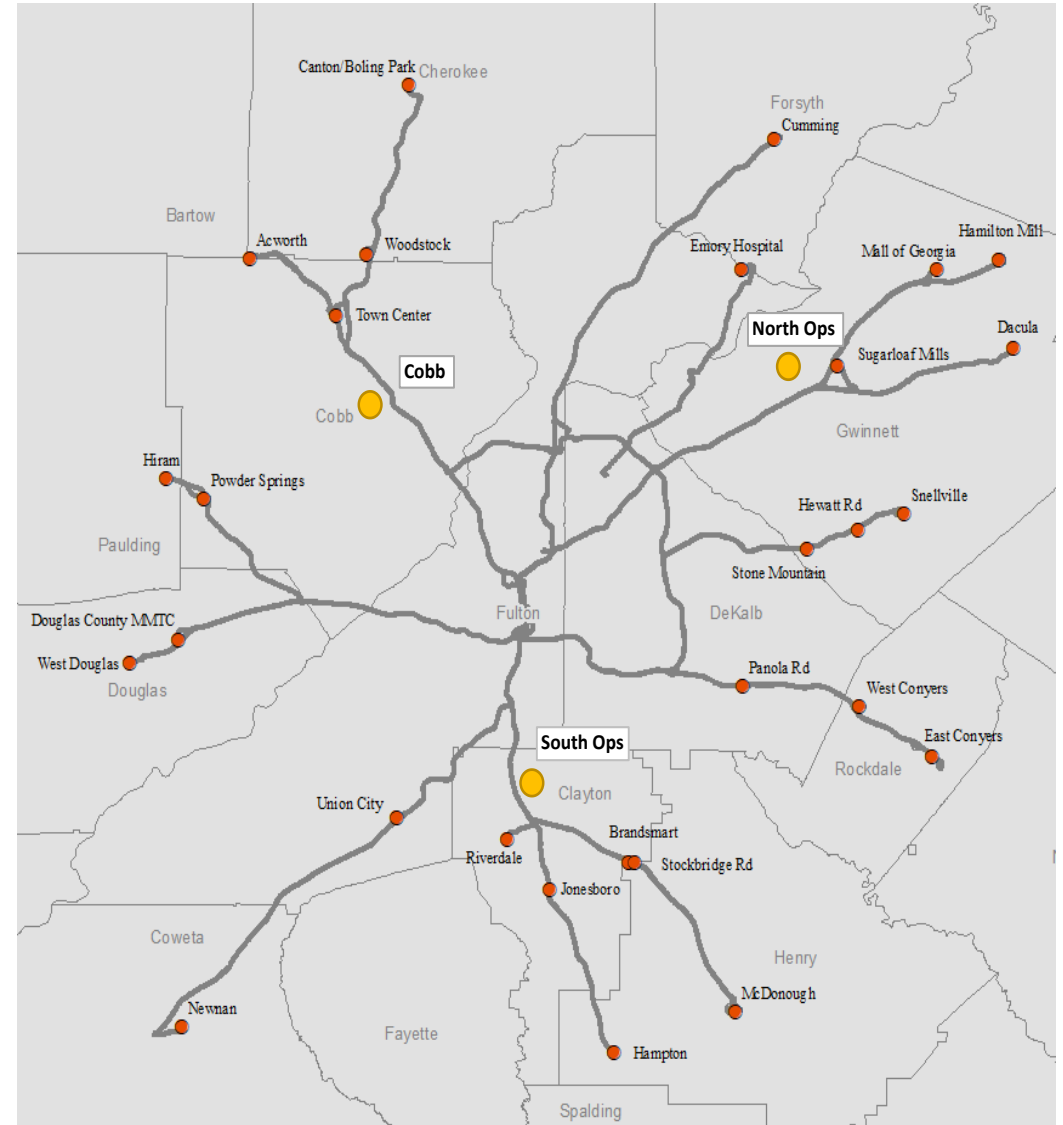 Canton/Boling Park
Cherokee
Forsyth
Cumming
Bartow
Acworth
Woodstock
Emory Hospital
Mall of Georgia
Hamilton Mill
Town Center
North Ops
Dacula
Sugarloaf Mills
Cobb
Cobb
Gwinnett
Hiram
Powder Springs
Hewatt Rd
Snellville
Paulding
Stone Mountain
Douglas County MMTC
Fulton
DeKalb
West Douglas
Douglas
Panola Rd
West Conyers
East Conyers
South Ops
Rockdale
Union City
Clayton
Brandsmart
Riverdale
Stockbridge Rd
Jonesboro
Coweta
Henry
McDonough
Newnan
Fayette
Hampton
Spalding